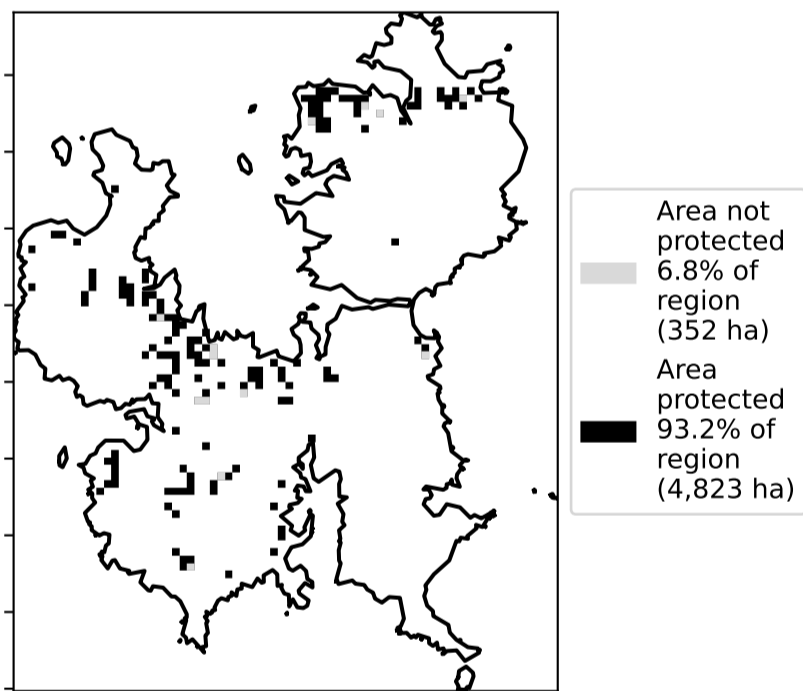 Area not
protected
6.8% of
region
(352 ha)
Area
protected
93.2% of
region
(4,823 ha)